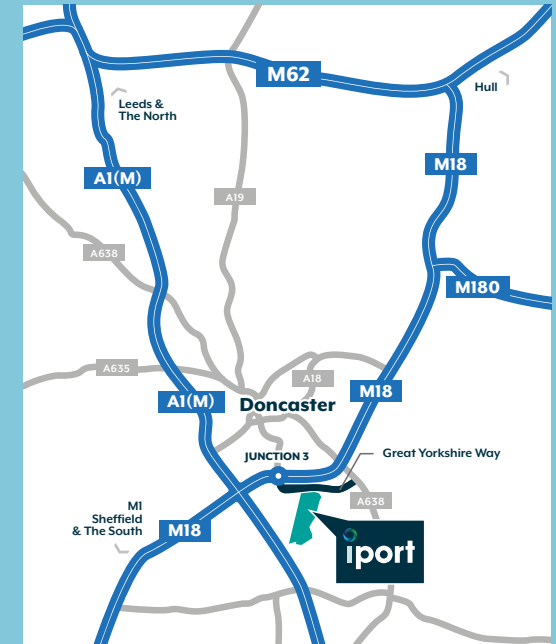 M62
Hull
Leeds &
The North
M18
A1(M)
A19
A638
M180
A635
A18
M18
A1(M)
Doncaster
JUNCTION 3
Great Yorkshire Way
A638
M1
Sheffield
& The South
M18
iport